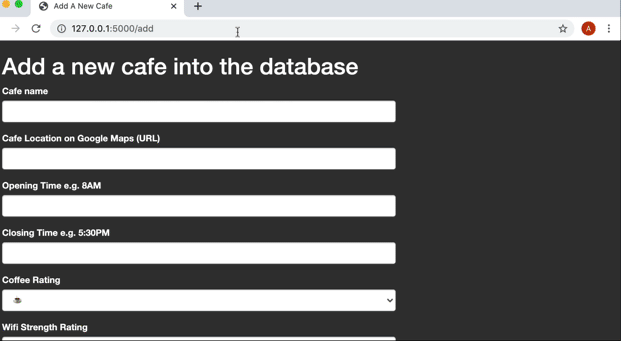 Add A New Cafe
127.0.0.1:5000/add
A
Add a new cafe into the database
Cafe name
Cafe Location on Google Maps (URL)
Opening Time e.g. 8AM
Closing Time e.g. 5:30PM
Coffee Rating
☕
Wifi Strength Rating